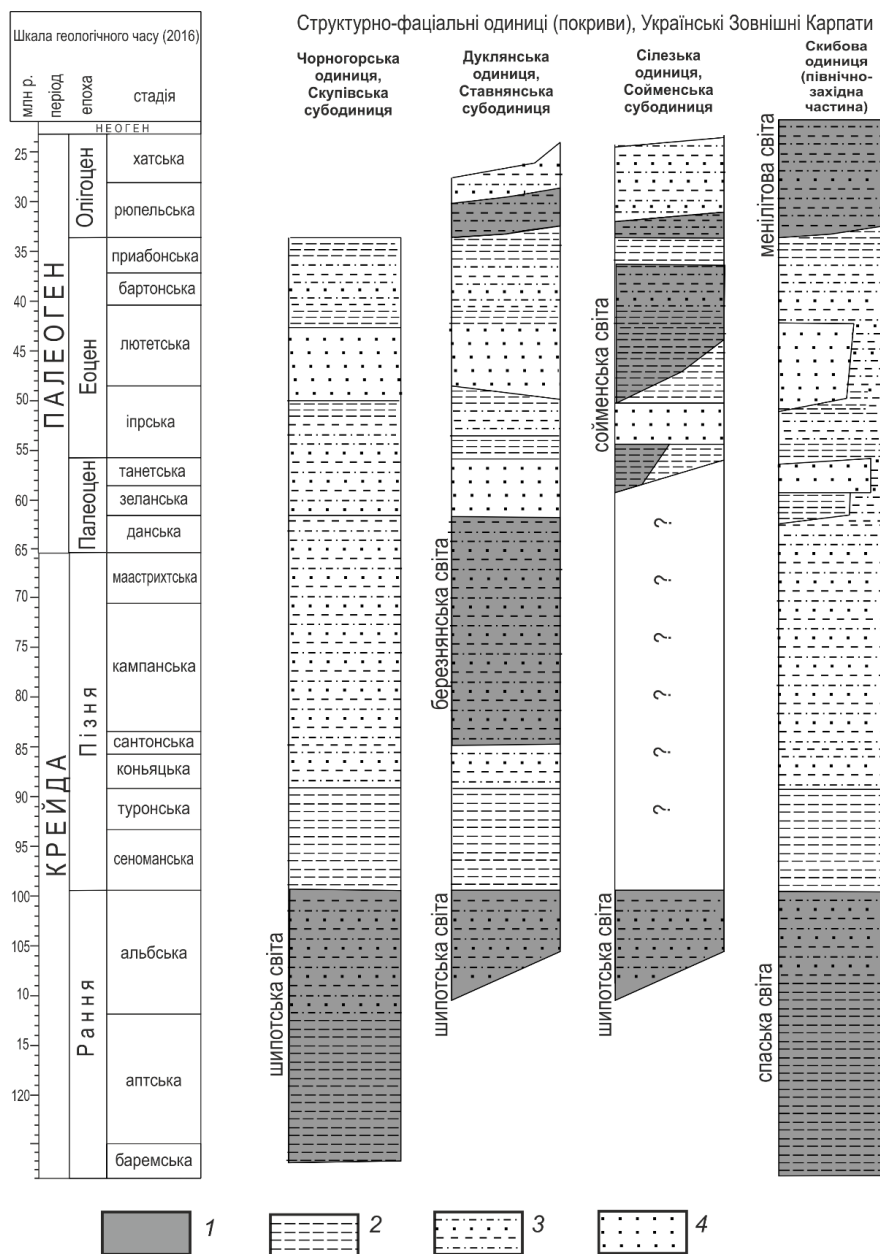 Структурно-фаціальні одиниці (покриви), Українські Зовнішні Карпати
Шкала геологічного часу (2016)
млн р.
період
епоха
стадія
Чорногорська
одиниця,
Скупівська
субодиниця
Дуклянська
одиниця,
Ставнянська
субодиниця
Сілезька
одиниця,
Сойменська
субодиниця
Скибова
одиниця
(північно-
західна
частина)
НЕОГЕН
ПАЛЕОГЕН
КРЕЙДА
Олігоцен
Еоцен
Палеоцен
Пізня
Рання
хатська
рюпельська
приабонська
бартонська
лютетська
іпрська
танетська
зеланська
данська
маастрихтська
кампанська
сантонська
коньяцька
туронська
сеноманська
альбська
аптська
баремська
25
30
35
40
45
50
55
60
65
70
75
80
85
90
95
100
105
10
15
120
шипотська світа
березнянська світа
шипотська світа
сойменська світа
?
?
?
?
?
?
шипотська світа
менілітова світа
спаська світа
1
2
3
4